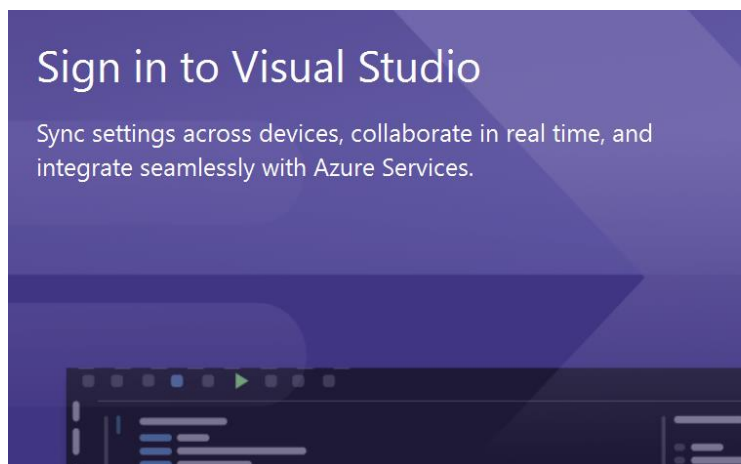 Sign in to Visual Studio
Sync settings across devices, collaborate in real time, and
integrate seamlessly with Azure Services.